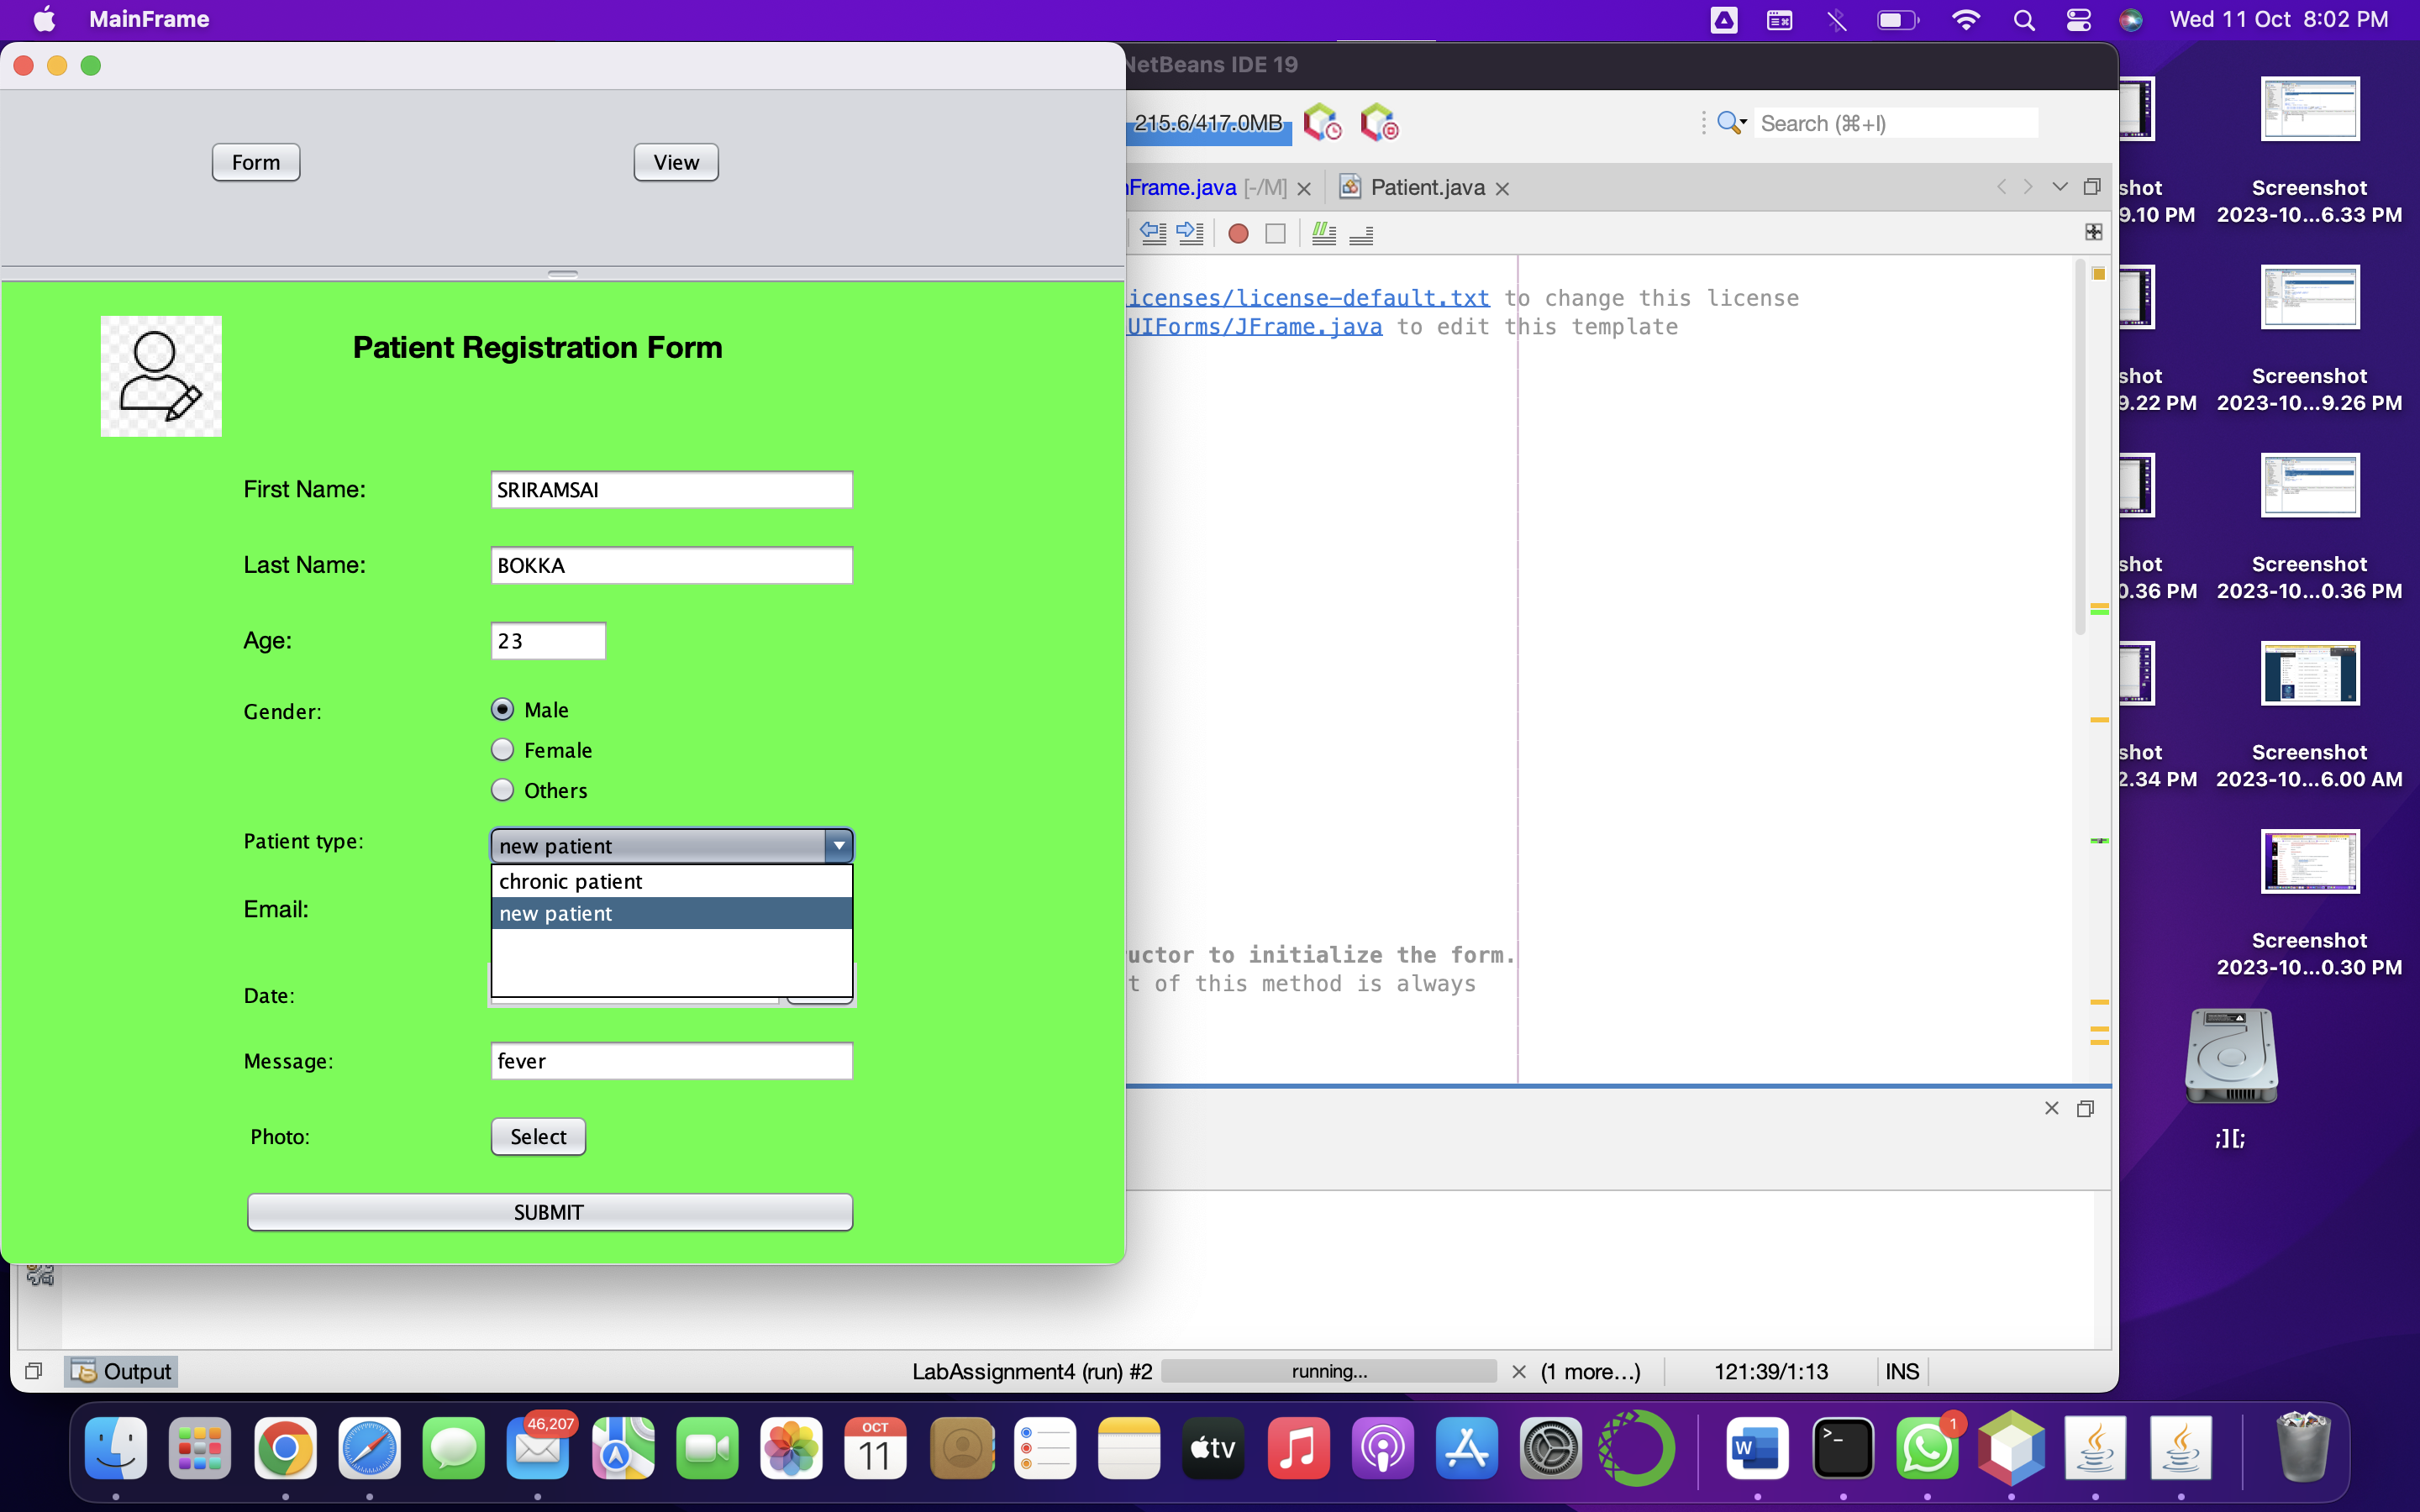 MainFrame
Wed 11 Oct 8:02 PM
NetBeans IDE 19
Form
View
215.6/417.0MB
Search (⌘+I)
nFrame.java [-/M]
Patient.java
icenses/license-default.txt to change this license
UIForms/JFrame.java to edit this template
Patient Registration Form
First Name:
SRIRAMSAI
Last Name:
BOKKA
Age:
23
Gender:
Male
Female
Others
Patient type:
new patient
chronic patient
new patient
Email:
Date:
Message:
fever
Photo:
Select
SUBMIT
uctor to initialize the form.
t of this method is always
shot
9.10 PM
Screenshot
2023-10...6.33 PM
shot
9.22 PM
Screenshot
2023-10...9.26 PM
shot
0.36 PM
Screenshot
2023-10...0.36 PM
shot
2.34 PM
Screenshot
2023-10...6.00 AM
Screenshot
2023-10...0.30 PM
;][;
Output
LabAssignment4 (run) #2
running...
(1 more...)
121:39/1:13
INS
46,207
OCT
11
tv
W
>_
1